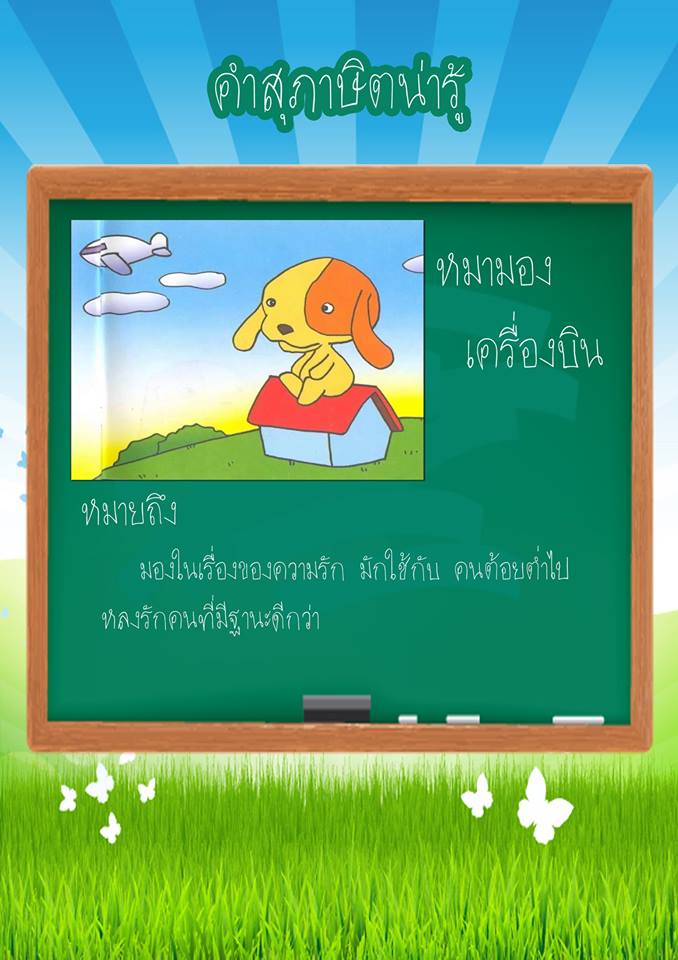 คำสุภาษิตน่ารู้
หมามอง
เครื่องบิน
หมายถึง
มองในเรื่องของความรัก มักใช้กับ คนต้อยต่ำไป
หลงรักคนที่มีฐานะดีกว่า